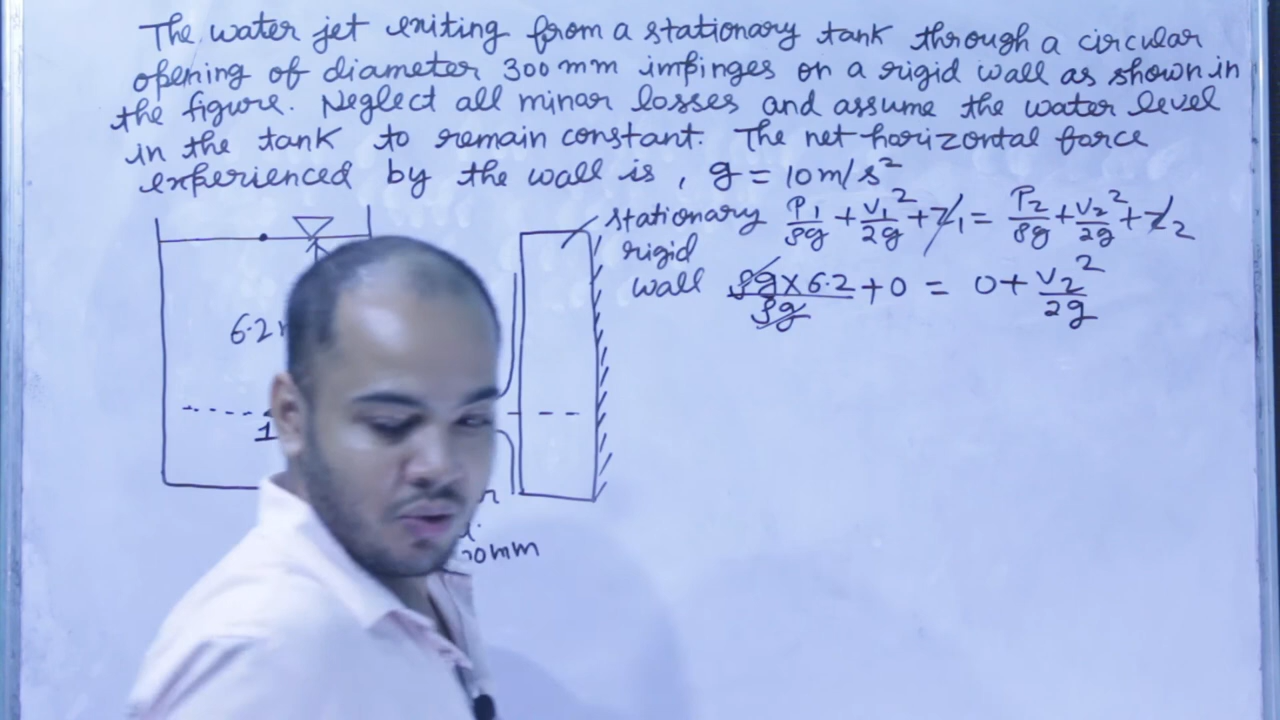 The water jet exiting from a stationary tank through a circular
opening of diameter 300 mm impinges on a rigid wall as shown in
the figure. Neglect all minor losses and assume the water level
in the tank to remain constant. The net horizontal force
experienced by the wall is, g = 10 m/s²
stationary
rigid
wall
P₁/ρg + V₁²/2g + Z₁ = P₂/ρg + V₂²/2g + Z₂
ρg×6.2/ρg + 0 = 0 + V₂²/2g
6.2
1
0mm